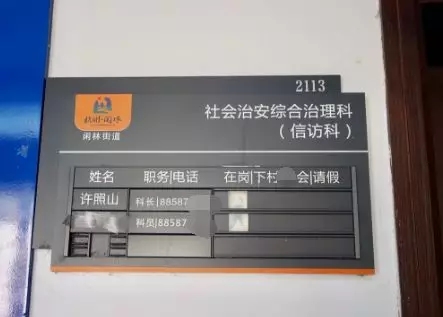 2113
闲林街道
社会治安综合治理科
（信访科）
姓名 职务|电话 在岗|下村 会|请假
许照山 科长|88587
科员|88587